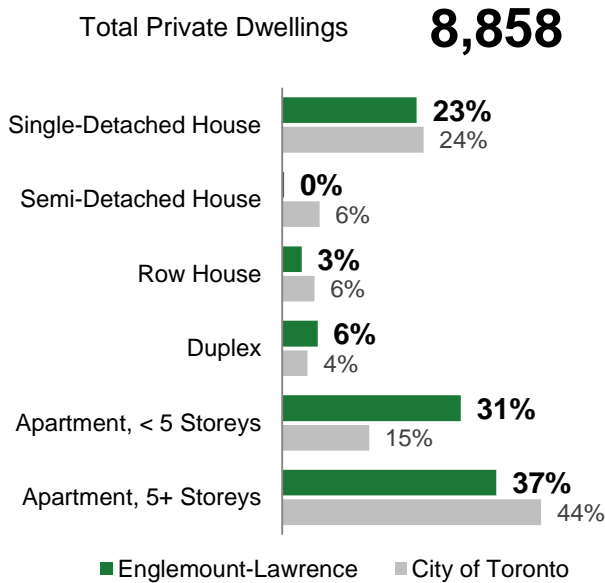 Total Private Dwellings 8,858
Single-Detached House 23%
24%
Semi-Detached House 0%
6%
Row House 3%
6%
Duplex 6%
4%
Apartment, < 5 Storeys 31%
15%
Apartment, 5+ Storeys 37%
44%
Englemount-Lawrence City of Toronto